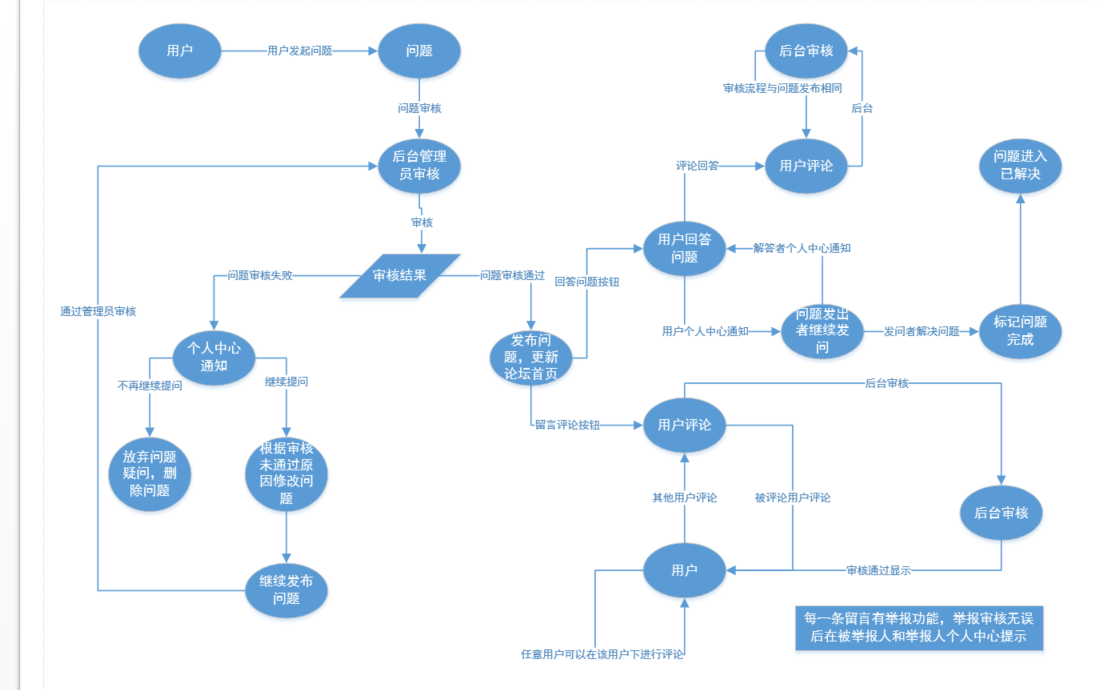 用户
用户发起问题
问题
问题审核
后台管理
员审核
审核
审核结果
问题审核失败
问题审核通过
通过管理员审核
个人中心
通知
不再继续提问
继续提问
放弃问题
疑问，删
除问题
根据审核
未通过原
因修改问
题
继续发布
问题
发布问
题，更新
论坛首页
回答问题按钮
留言评论按钮
后台审核
审核流程与问题发布相同
后台
用户评论
评论回答
用户回答
问题
解答者个人中心通知
用户个人中心通知
问题发出
者继续发
问
发问者解决问题
标记问题
完成
问题进入
已解决
用户评论
后台审核
其他用户评论
被评论用户评论
后台审核
用户
审核通过显示
任意用户可以在该用户下进行评论
每一条留言有举报功能，举报审核无误
后在被举报人和举报人个人中心提示